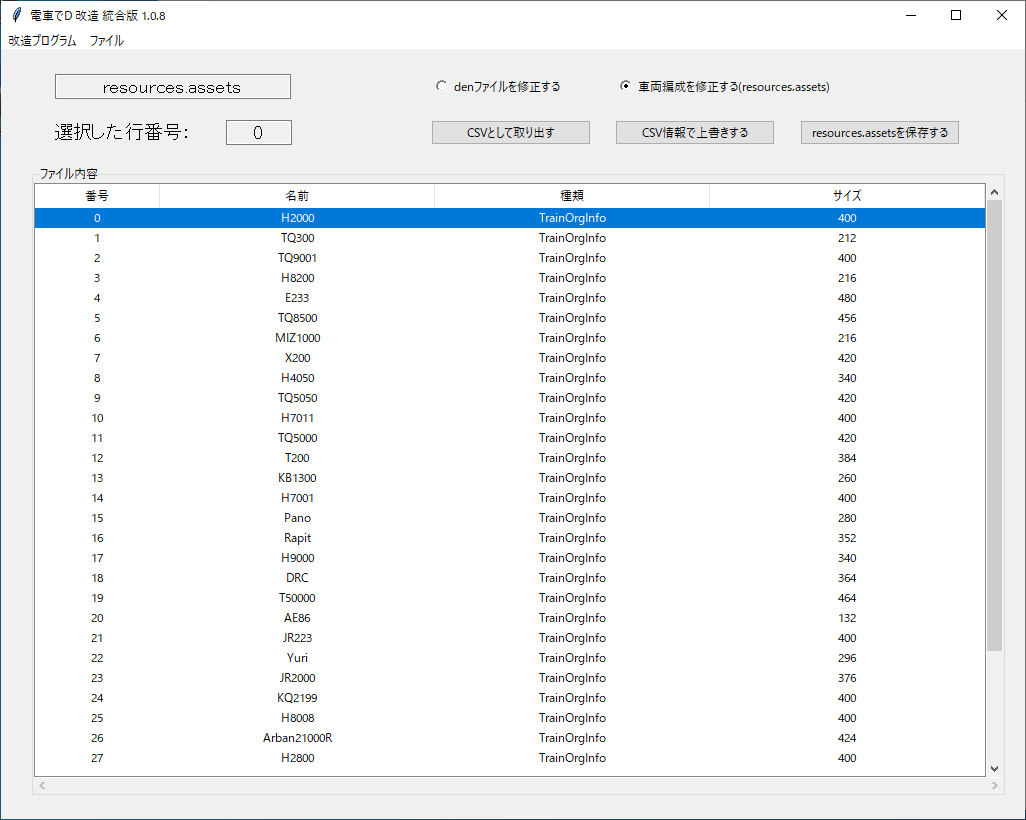 電車でD 改造 統合版 1.0.8
改造プログラム ファイル
resources.assets
denファイルを修正する 車両編成を修正する(resources.assets)
選択した行番号: 0
CSVとして取り出す CSV情報で上書きする resources.assetsを保存する
ファイル内容
番号 名前 種類 サイズ
0 H2000 TrainOrgInfo 400
1 TQ300 TrainOrgInfo 212
2 TQ9001 TrainOrgInfo 400
3 H8200 TrainOrgInfo 216
4 E233 TrainOrgInfo 480
5 TQ8500 TrainOrgInfo 456
6 MIZ1000 TrainOrgInfo 216
7 X200 TrainOrgInfo 420
8 H4050 TrainOrgInfo 340
9 TQ5050 TrainOrgInfo 420
10 H7011 TrainOrgInfo 400
11 TQ5000 TrainOrgInfo 420
12 T200 TrainOrgInfo 384
13 KB1300 TrainOrgInfo 260
14 H7001 TrainOrgInfo 400
15 Pano TrainOrgInfo 280
16 Rapit TrainOrgInfo 352
17 H9000 TrainOrgInfo 340
18 DRC TrainOrgInfo 364
19 T50000 TrainOrgInfo 464
20 AE86 TrainOrgInfo 132
21 JR223 TrainOrgInfo 400
22 Yuri TrainOrgInfo 296
23 JR2000 TrainOrgInfo 376
24 KQ2199 TrainOrgInfo 400
25 H8008 TrainOrgInfo 400
26 Arban21000R TrainOrgInfo 424
27 H2800 TrainOrgInfo 400